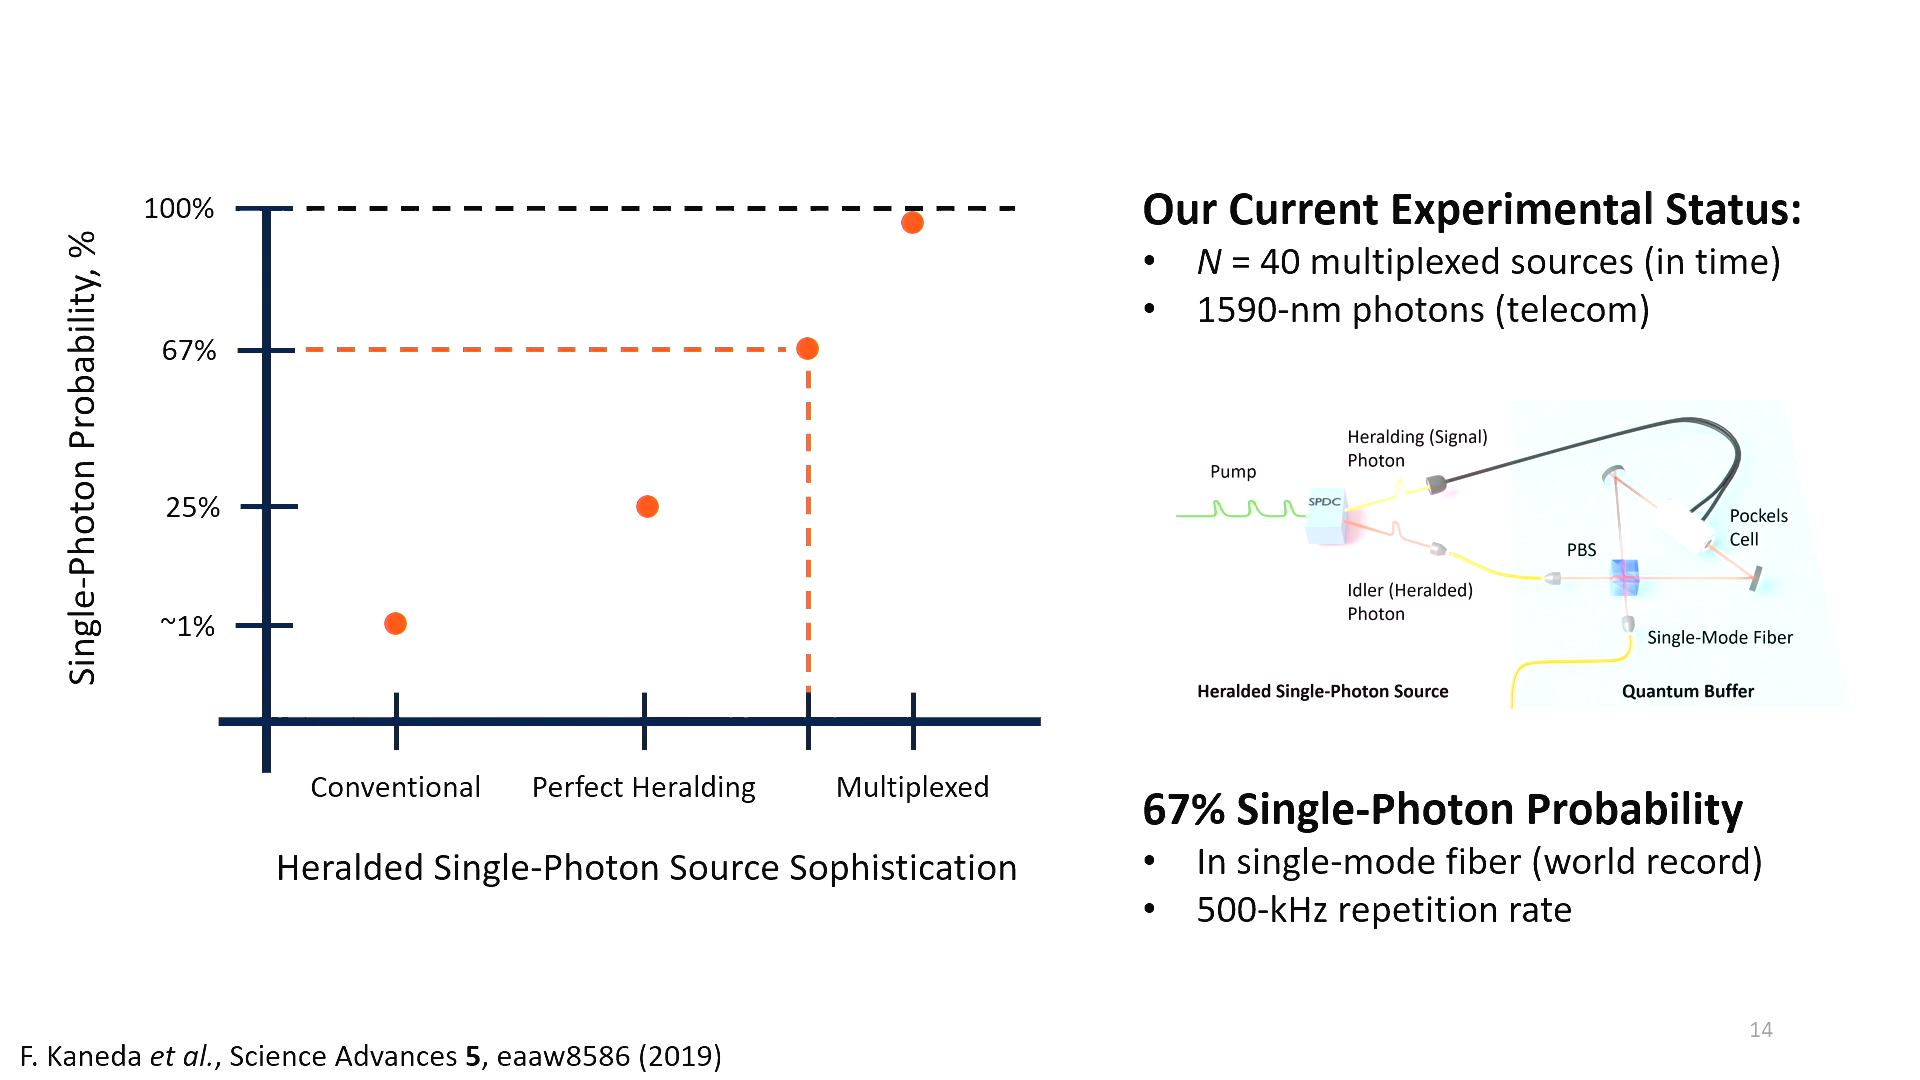 100%
67%
25%
~1%
Single-Photon Probability, %
Conventional
Perfect Heralding
Multiplexed
Heralded Single-Photon Source Sophistication
Our Current Experimental Status:
• N = 40 multiplexed sources (in time)
• 1590-nm photons (telecom)
Heralding (Signal)
Photon
Pump
SPDC
Pockels
Cell
PBS
Idler (Heralded)
Photon
Single-Mode Fiber
Heralded Single-Photon Source
Quantum Buffer
67% Single-Photon Probability
• In single-mode fiber (world record)
• 500-kHz repetition rate
14
F. Kaneda et al., Science Advances 5, eaaw8586 (2019)